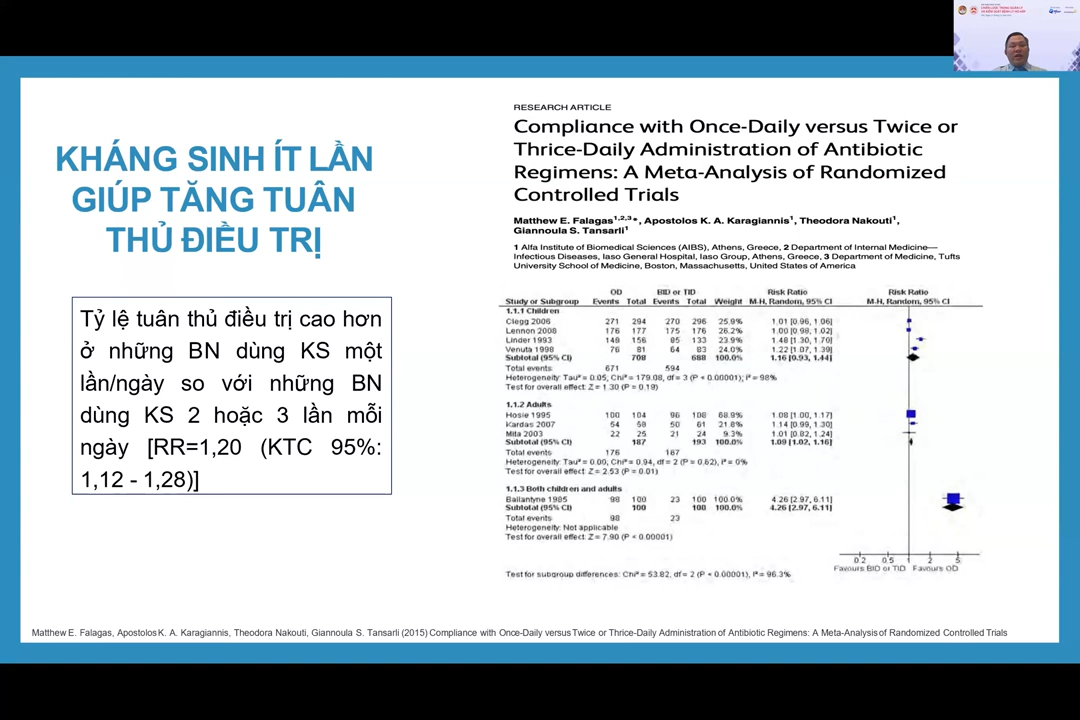 KHÁNG SINH ÍT LẦN
GIÚP TĂNG TUÂN
THỦ ĐIỀU TRỊ
Tỷ lệ tuân thủ điều trị cao hơn
ở những BN dùng KS một
lần/ngày so với những BN
dùng KS 2 hoặc 3 lần mỗi
ngày [RR=1,20 (KTC 95%:
1,12 - 1,28)]
RESEARCH ARTICLE
Compliance with Once-Daily versus Twice or
Thrice-Daily Administration of Antibiotic
Regimens: A Meta-Analysis of Randomized
Controlled Trials
Matthew E. Falagas1,2,3*, Apostolos K. A. Karagiannis1, Theodora Nakouti1,
Giannoula S. Tansarli1
1 Alfa Institute of Biomedical Sciences (AIBS), Athens, Greece, 2 Department of Internal Medicine—
Infectious Diseases, Iaso General Hospital, Iaso Group, Athens, Greece, 3 Department of Medicine, Tufts
University School of Medicine, Boston, Massachusetts, United States of America
OD BID or TID Risk Ratio Risk Ratio
Study or Subgroup Events Total Events Total Weight M-H, Random, 95% CI M-H, Random, 95% CI
1.1.1 Children
Clegg 2006 271 294 270 296 25.9% 1.01 [0.96, 1.06]
Lennon 2008 176 177 175 176 26.2% 1.00 [0.98, 1.02]
Linder 1993 148 156 85 133 23.9% 1.48 [1.30, 1.70]
Venuta 1998 76 81 64 83 24.0% 1.22 [1.07, 1.39]
Subtotal (95% CI) 708 688 100.0% 1.16 [0.93, 1.44]
Total events 671 594
Heterogeneity: Tau² = 0.05; Chi² = 179.08, df = 3 (P < 0.00001); I² = 98%
Test for overall effect: Z = 1.30 (P = 0.19)
1.1.2 Adults
Hosie 1995 100 104 96 108 68.9% 1.08 [1.00, 1.17]
Kardas 2007 54 58 50 61 21.8% 1.14 [0.99, 1.30]
Mita 2003 22 25 21 24 9.3% 1.01 [0.82, 1.24]
Subtotal (95% CI) 187 193 100.0% 1.09 [1.02, 1.16]
Total events 176 167
Heterogeneity: Tau² = 0.00, Chi² = 0.94, df = 2 (P = 0.62), I² = 0%
Test for overall effect: Z = 2.53 (P = 0.01)
1.1.3 Both children and adults
Ballantyne 1985 98 100 23 100 100.0% 4.26 [2.97, 6.11]
Subtotal (95% CI) 100 100 100.0% 4.26 [2.97, 6.11]
Total events 98 23
Heterogeneity: Not applicable
Test for overall effect: Z = 7.90 (P < 0.00001)
0.2 0.5 1 2 5
Favours BID or TID Favours OD
Test for subgroup differences: Chi² = 53.82, df = 2 (P < 0.00001), I² = 96.3%
Matthew E. Falagas, Apostolos K. A. Karagiannis, Theodora Nakouti, Giannoula S. Tansarli (2015) Compliance with Once-Daily versus Twice or Thrice-Daily Administration of Antibiotic Regimens: A Meta-Analysis of Randomized Controlled Trials